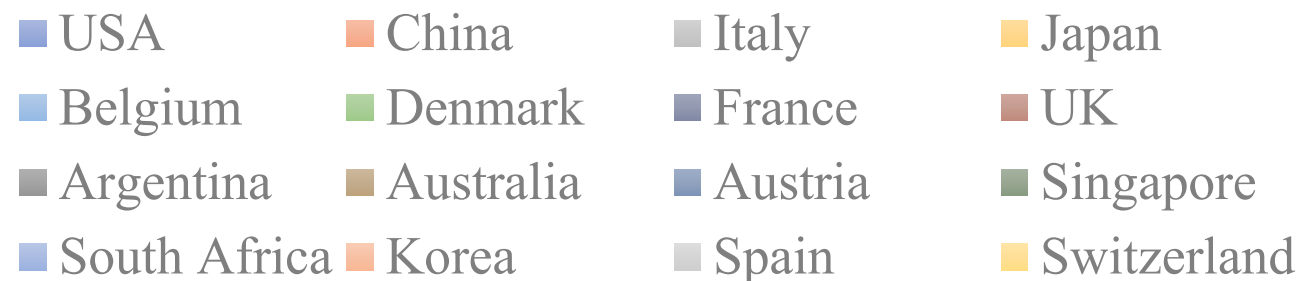 USA China Italy Japan
Belgium Denmark France UK
Argentina Australia Austria Singapore
South Africa Korea Spain Switzerland